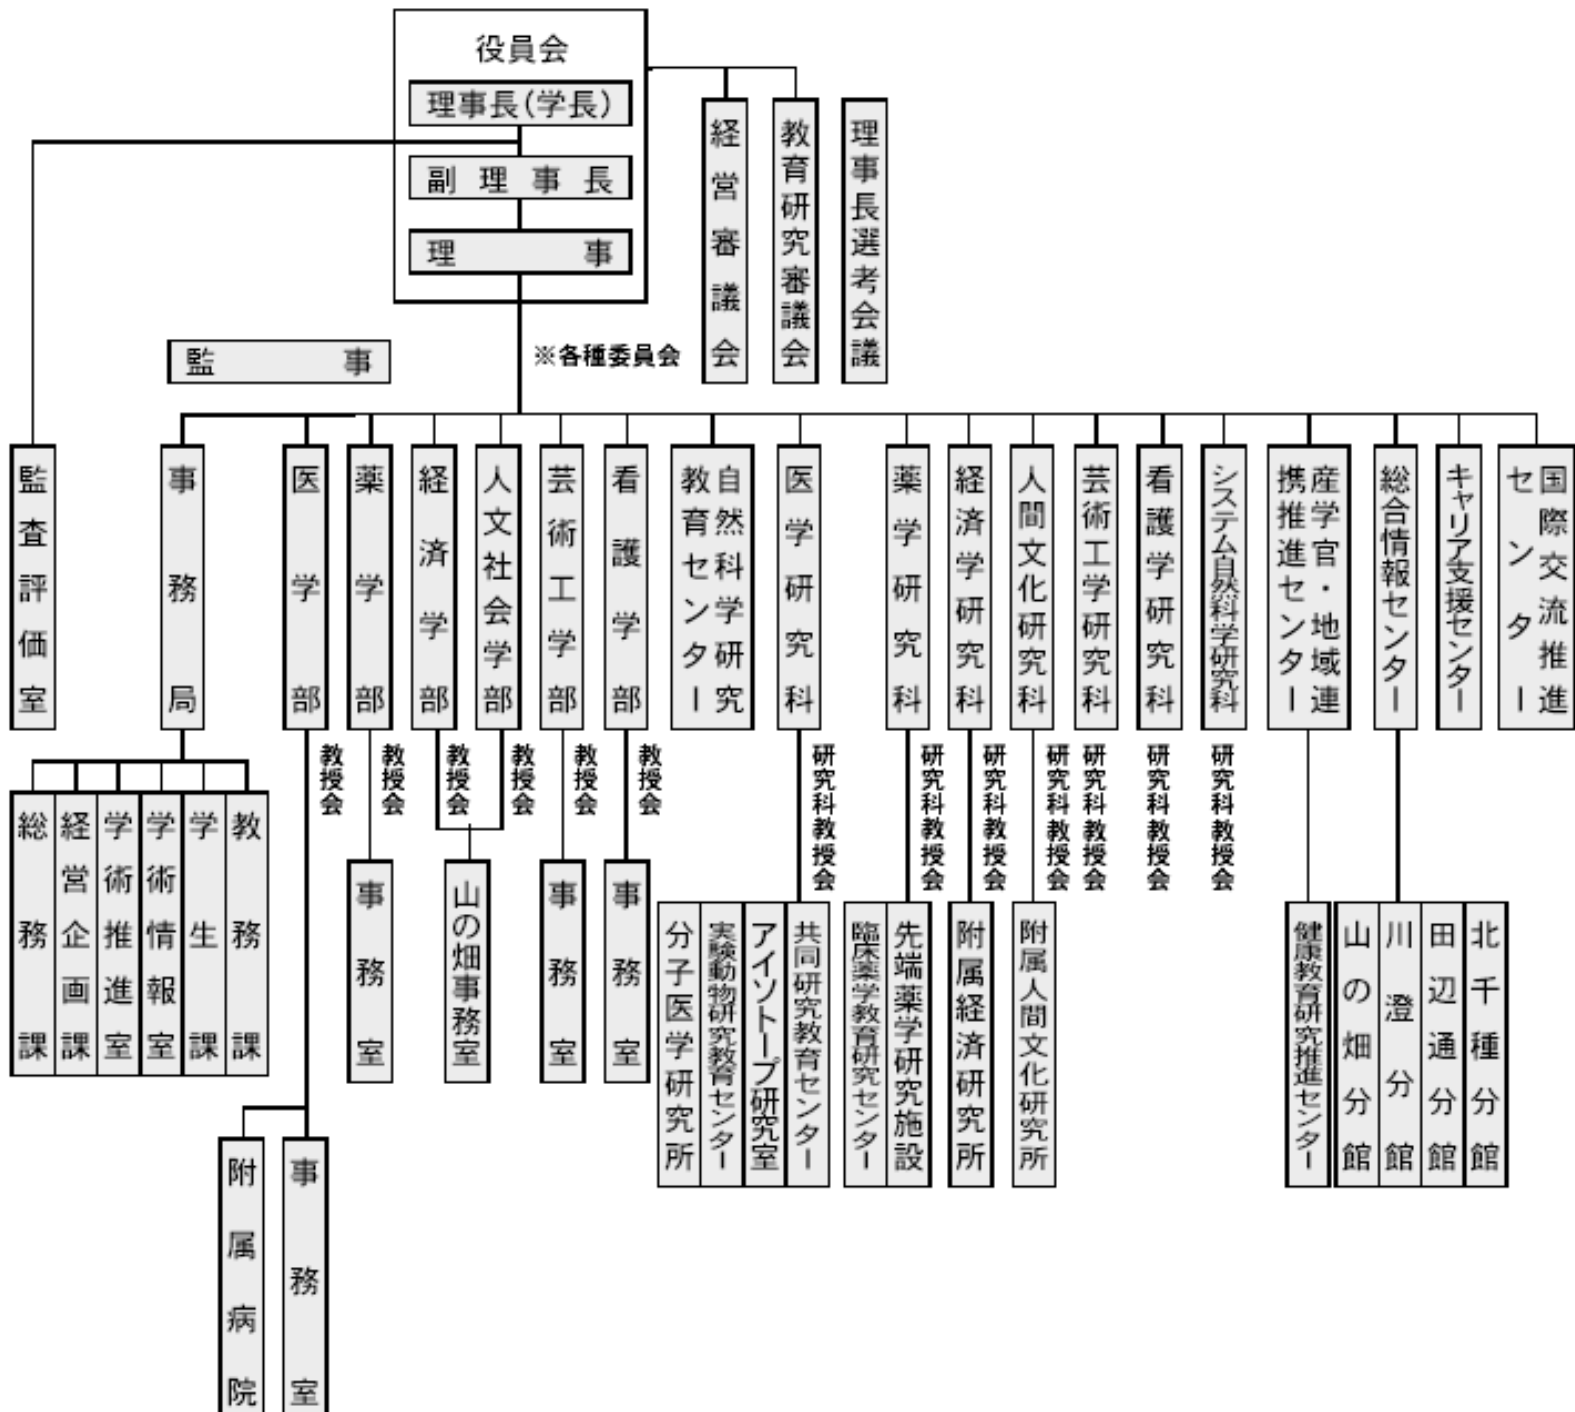 役員会
理事長(学長)
副理事長
理事
経営審議会
教育研究審議会
理事長選考会議
監事
※各種委員会
監査評価室
事務局
医学部
薬学部
経済学部
人文社会学部
芸術工学部
看護学部
自然科学研究
教育センター
医学研究科
薬学研究科
経済学研究科
人間文化研究科
芸術工学研究科
看護学研究科
システム自然科学研究科
産学官・地域連
携推進センター
総合情報センター
キャリア支援センター
国際交流推進
センター
教授会
教授会
教授会
教授会
教授会
教授会
研究科教授会
研究科教授会
研究科教授会
研究科教授会
研究科教授会
研究科教授会
研究科教授会
総務課
経営企画課
学術推進室
学術情報室
学生課
教務課
事務室
山の畑事務室
事務室
事務室
分子医学研究所
実験動物研究教育センター
アイソトープ研究室
共同研究教育センター
臨床薬学教育研究センター
先端薬学研究施設
附属経済研究所
附属人間文化研究所
健康教育研究推進センター
山の畑分館
川澄分館
田辺通分館
北千種分館
附属病院
事務室